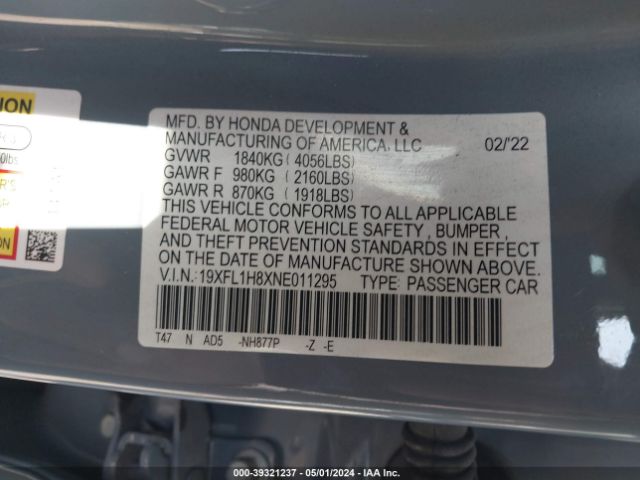 ION
0lbs
MFD. BY HONDA DEVELOPMENT &
MANUFACTURING OF AMERICA, LLC 02/'22
GVWR 1840KG ( 4056LBS)
GAWR F 980KG ( 2160LBS)
GAWR R 870KG ( 1918LBS)
THIS VEHICLE CONFORMS TO ALL APPLICABLE
FEDERAL MOTOR VEHICLE SAFETY , BUMPER ,
AND THEFT PREVENTION STANDARDS IN EFFECT
ON THE DATE OF MANUFACTURE SHOWN ABOVE.
V.I.N.:19XFL1H8XNE011295 TYPE: PASSENGER CAR
T47 N AD5 -NH877P -Z -E
000-39321237 - 05/01/2024 - IAA Inc.